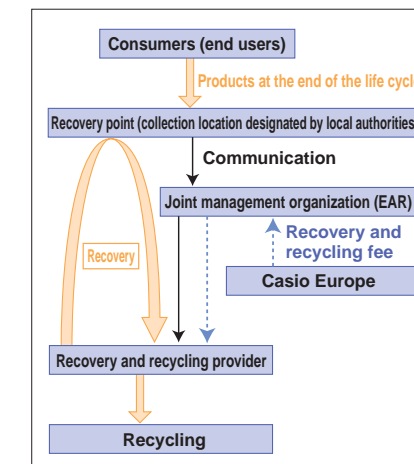 Consumers (end users)
Products at the end of the life cycle
Recovery point (collection location designated by local authorities
Communication
Joint management organization (EAR)
Recovery
Recovery and
recycling fee
Casio Europe
Recovery and recycling provider
Recycling